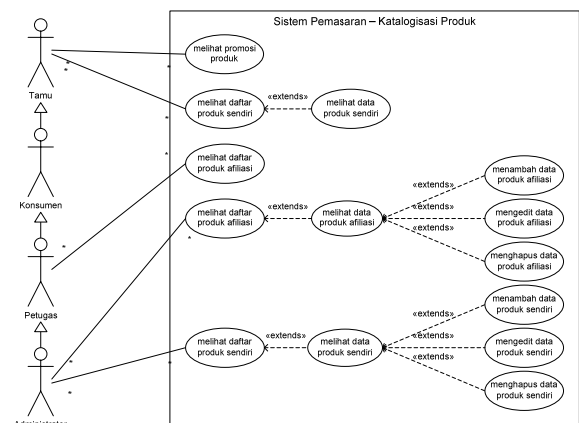 Sistem Pemasaran – Katalogisasi Produk
melihat promosi
produk
*
*
*
Tamu
melihat daftar
produk sendiri
«extends»
melihat data
produk sendiri
*
*
melihat daftar
produk afiliasi
Konsumen
melihat daftar
produk afiliasi
«extends»
melihat data
produk afiliasi
«extends»
menambah data
produk afiliasi
«extends»
mengedit data
produk afiliasi
«extends»
menghapus data
produk afiliasi
*
*
Petugas
melihat daftar
produk sendiri
«extends»
melihat data
produk sendiri
«extends»
menambah data
produk sendiri
«extends»
mengedit data
produk sendiri
«extends»
menghapus data
produk sendiri
*
*
*
Administrator